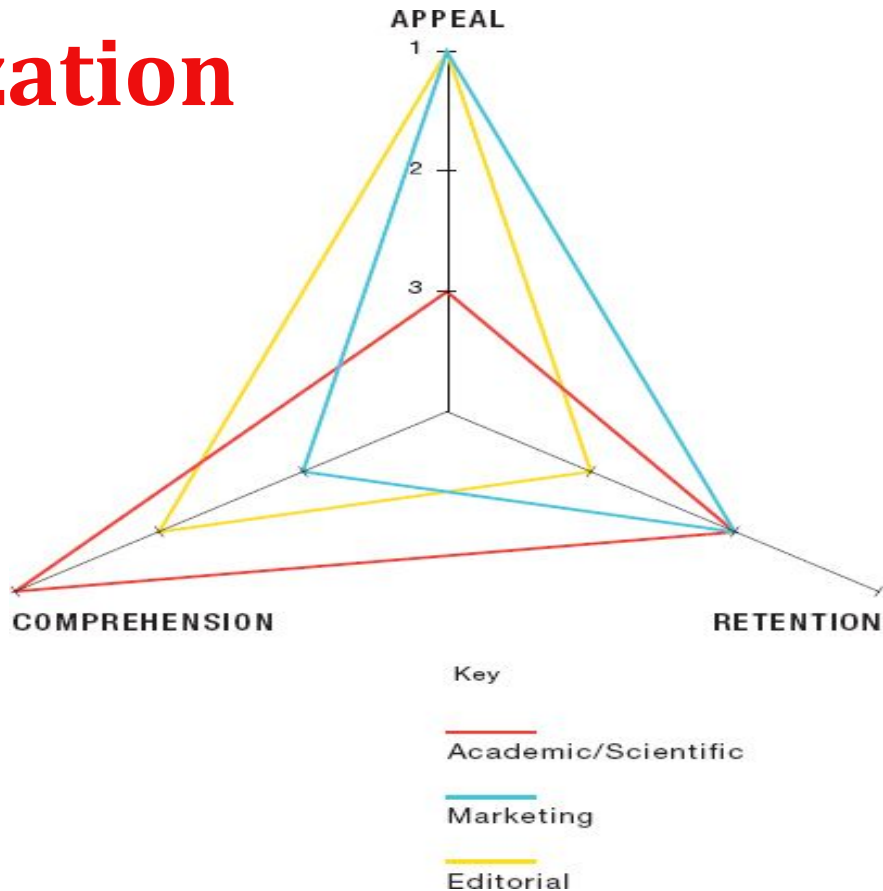 APPEAL
zation
1
2
3
COMPREHENSION
RETENTION
Key
Academic/Scientific
Marketing
Editorial